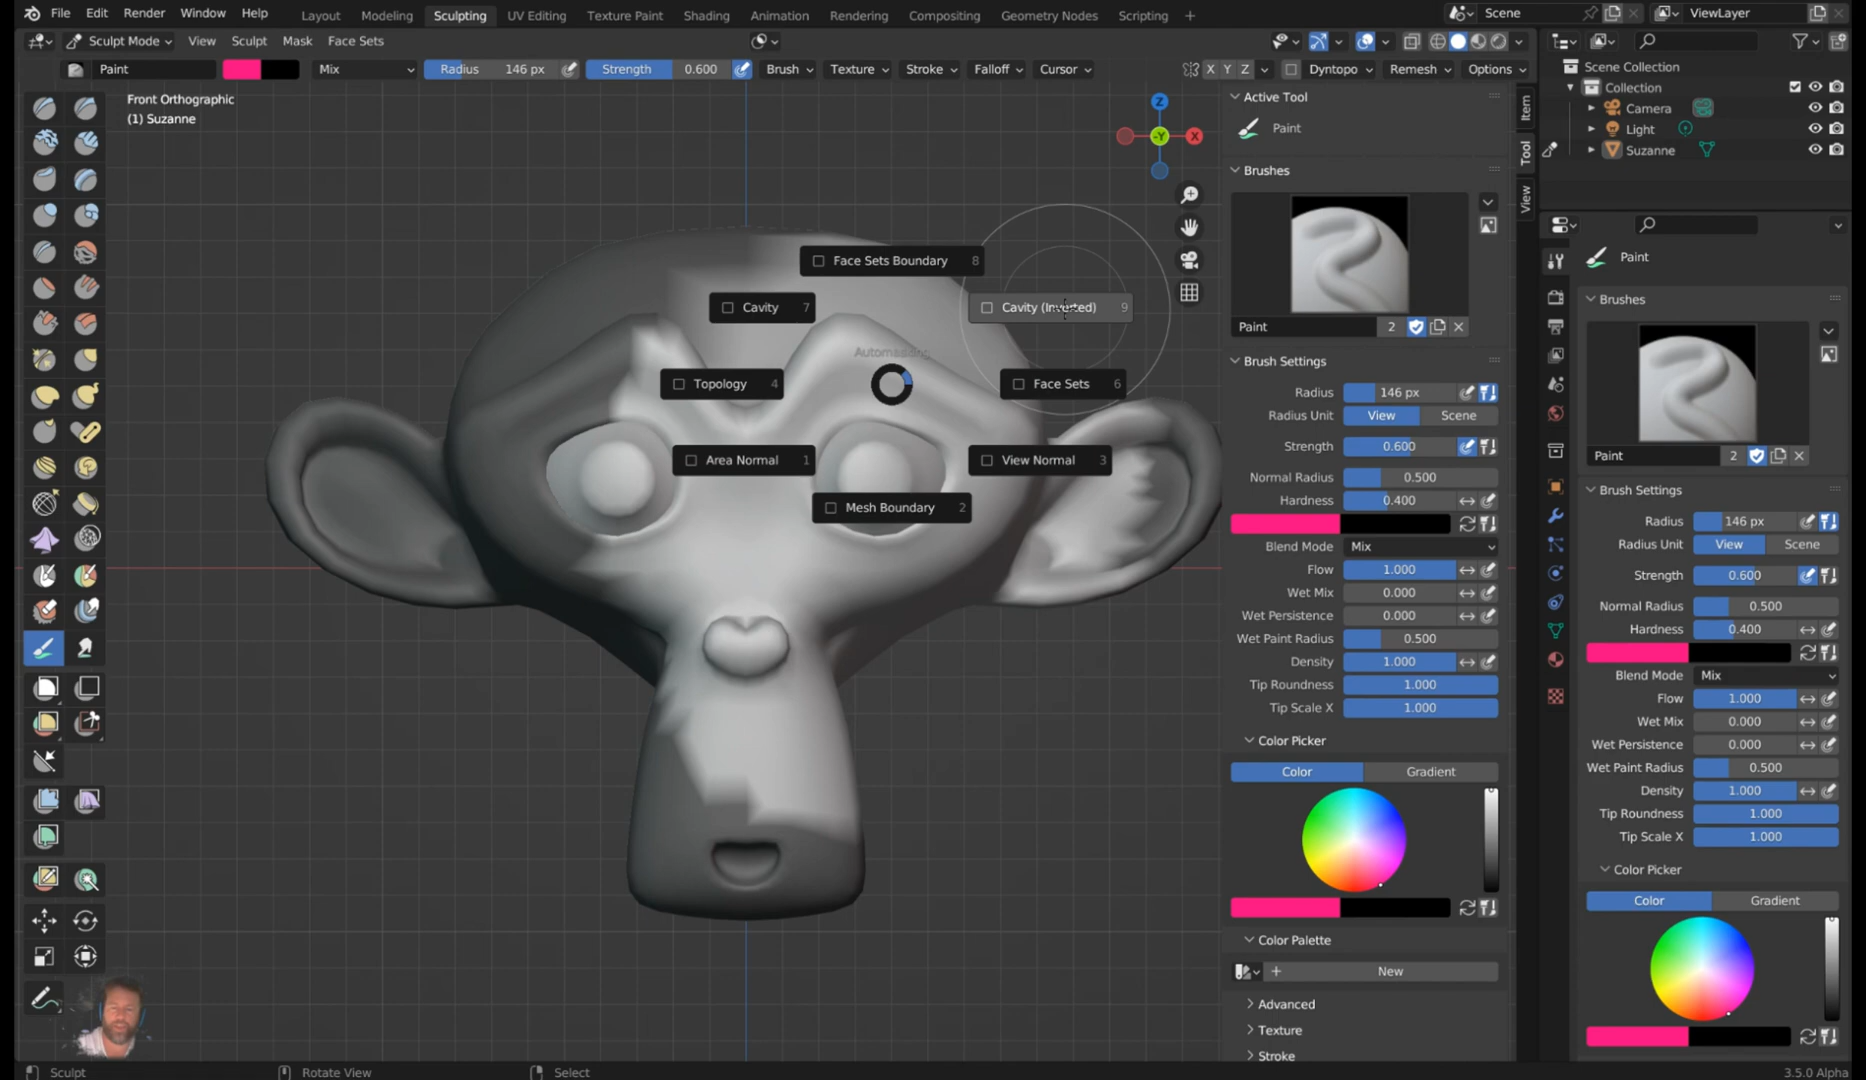 File Edit Render Window Help Layout Modeling Sculpting UV Editing Texture Paint Shading Animation Rendering Compositing Geometry Nodes Scripting + Scene ViewLayer
Sculpt Mode View Sculpt Mask Face Sets
Paint Mix Radius 146 px Strength 0.600 Brush Texture Stroke Falloff Cursor X Y Z Dyntopo Remesh Options
Front Orthographic
(1) Suzanne
Z
-Y X
Face Sets Boundary 8
Cavity 7
Cavity (Inverted) 9
Automasking
Topology 4
Face Sets 6
Area Normal 1
View Normal 3
Mesh Boundary 2
Item
Tool
View
Active Tool
Paint
Brushes
Paint 2
Brush Settings
Radius 146 px
Radius Unit View Scene
Strength 0.600
Normal Radius 0.500
Hardness 0.400
Blend Mode Mix
Flow 1.000
Wet Mix 0.000
Wet Persistence 0.000
Wet Paint Radius 0.500
Density 1.000
Tip Roundness 1.000
Tip Scale X 1.000
Color Picker
Color Gradient
Color Palette
+ New
Advanced
Texture
Stroke
Scene Collection
Collection
Camera
Light
Suzanne
Paint
Brushes
Paint 2
Brush Settings
Radius 146 px
Radius Unit View Scene
Strength 0.600
Normal Radius 0.500
Hardness 0.400
Blend Mode Mix
Flow 1.000
Wet Mix 0.000
Wet Persistence 0.000
Wet Paint Radius 0.500
Density 1.000
Tip Roundness 1.000
Tip Scale X 1.000
Color Picker
Color Gradient
Sculpt Rotate View Select 3.5.0 Alpha